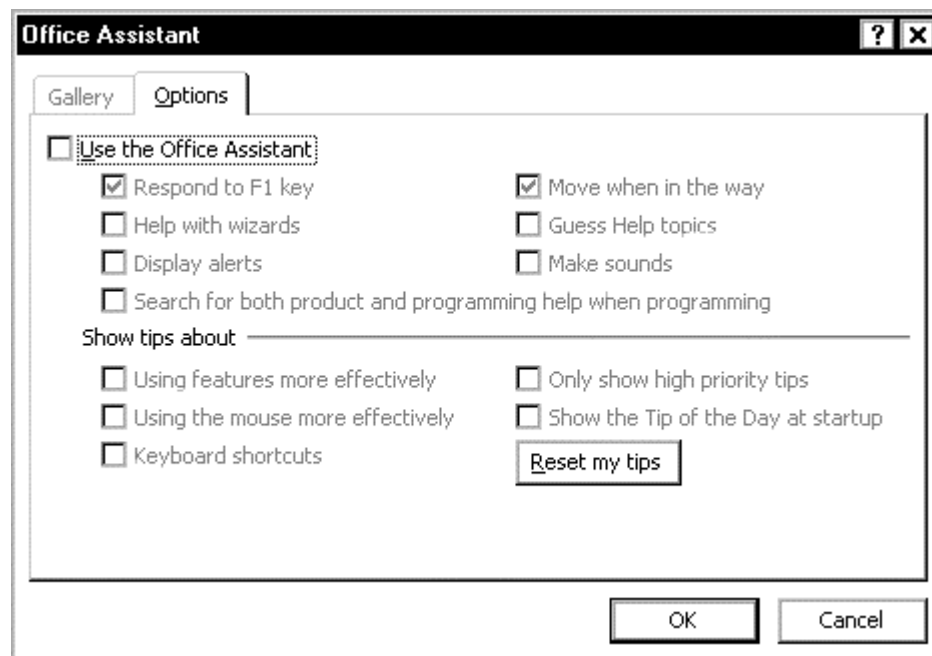 Office Assistant
Gallery Options
Use the Office Assistant
Respond to F1 key Move when in the way
Help with wizards Guess Help topics
Display alerts Make sounds
Search for both product and programming help when programming
Show tips about
Using features more effectively Only show high priority tips
Using the mouse more effectively Show the Tip of the Day at startup
Keyboard shortcuts Reset my tips
OK Cancel